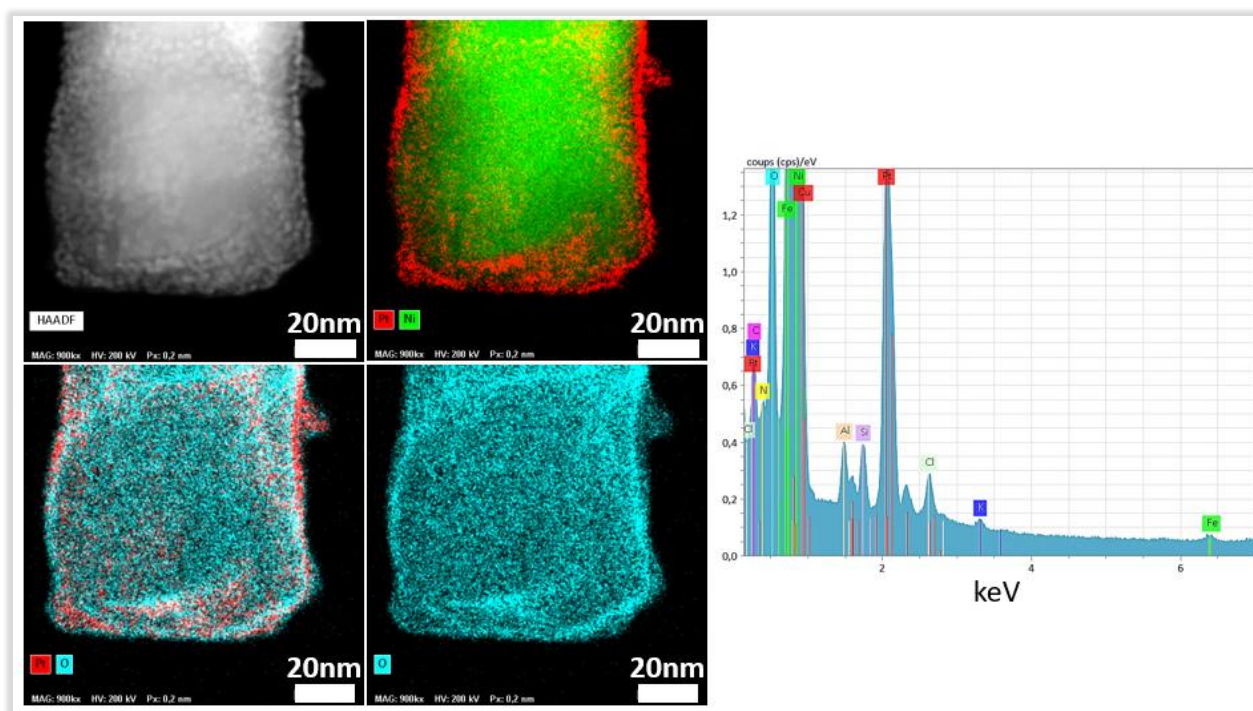 HAADF
20nm
MAG: 900kx HV: 200 kV Px: 0,2 nm
Pt Ni
20nm
MAG: 900kx HV: 200 kV Px: 0,2 nm
Pt O
20nm
MAG: 900kx HV: 200 kV Px: 0,2 nm
O
20nm
MAG: 900kx HV: 200 kV Px: 0,2 nm
coups (cps)/eV
O Ni Pt
Cu
1,2 Fe
1,0
0,8
C
K
Pt
0,6
N
Cl Al Si
0,4
Cl
0,2
K
Fe
0,0
2 4 6
keV